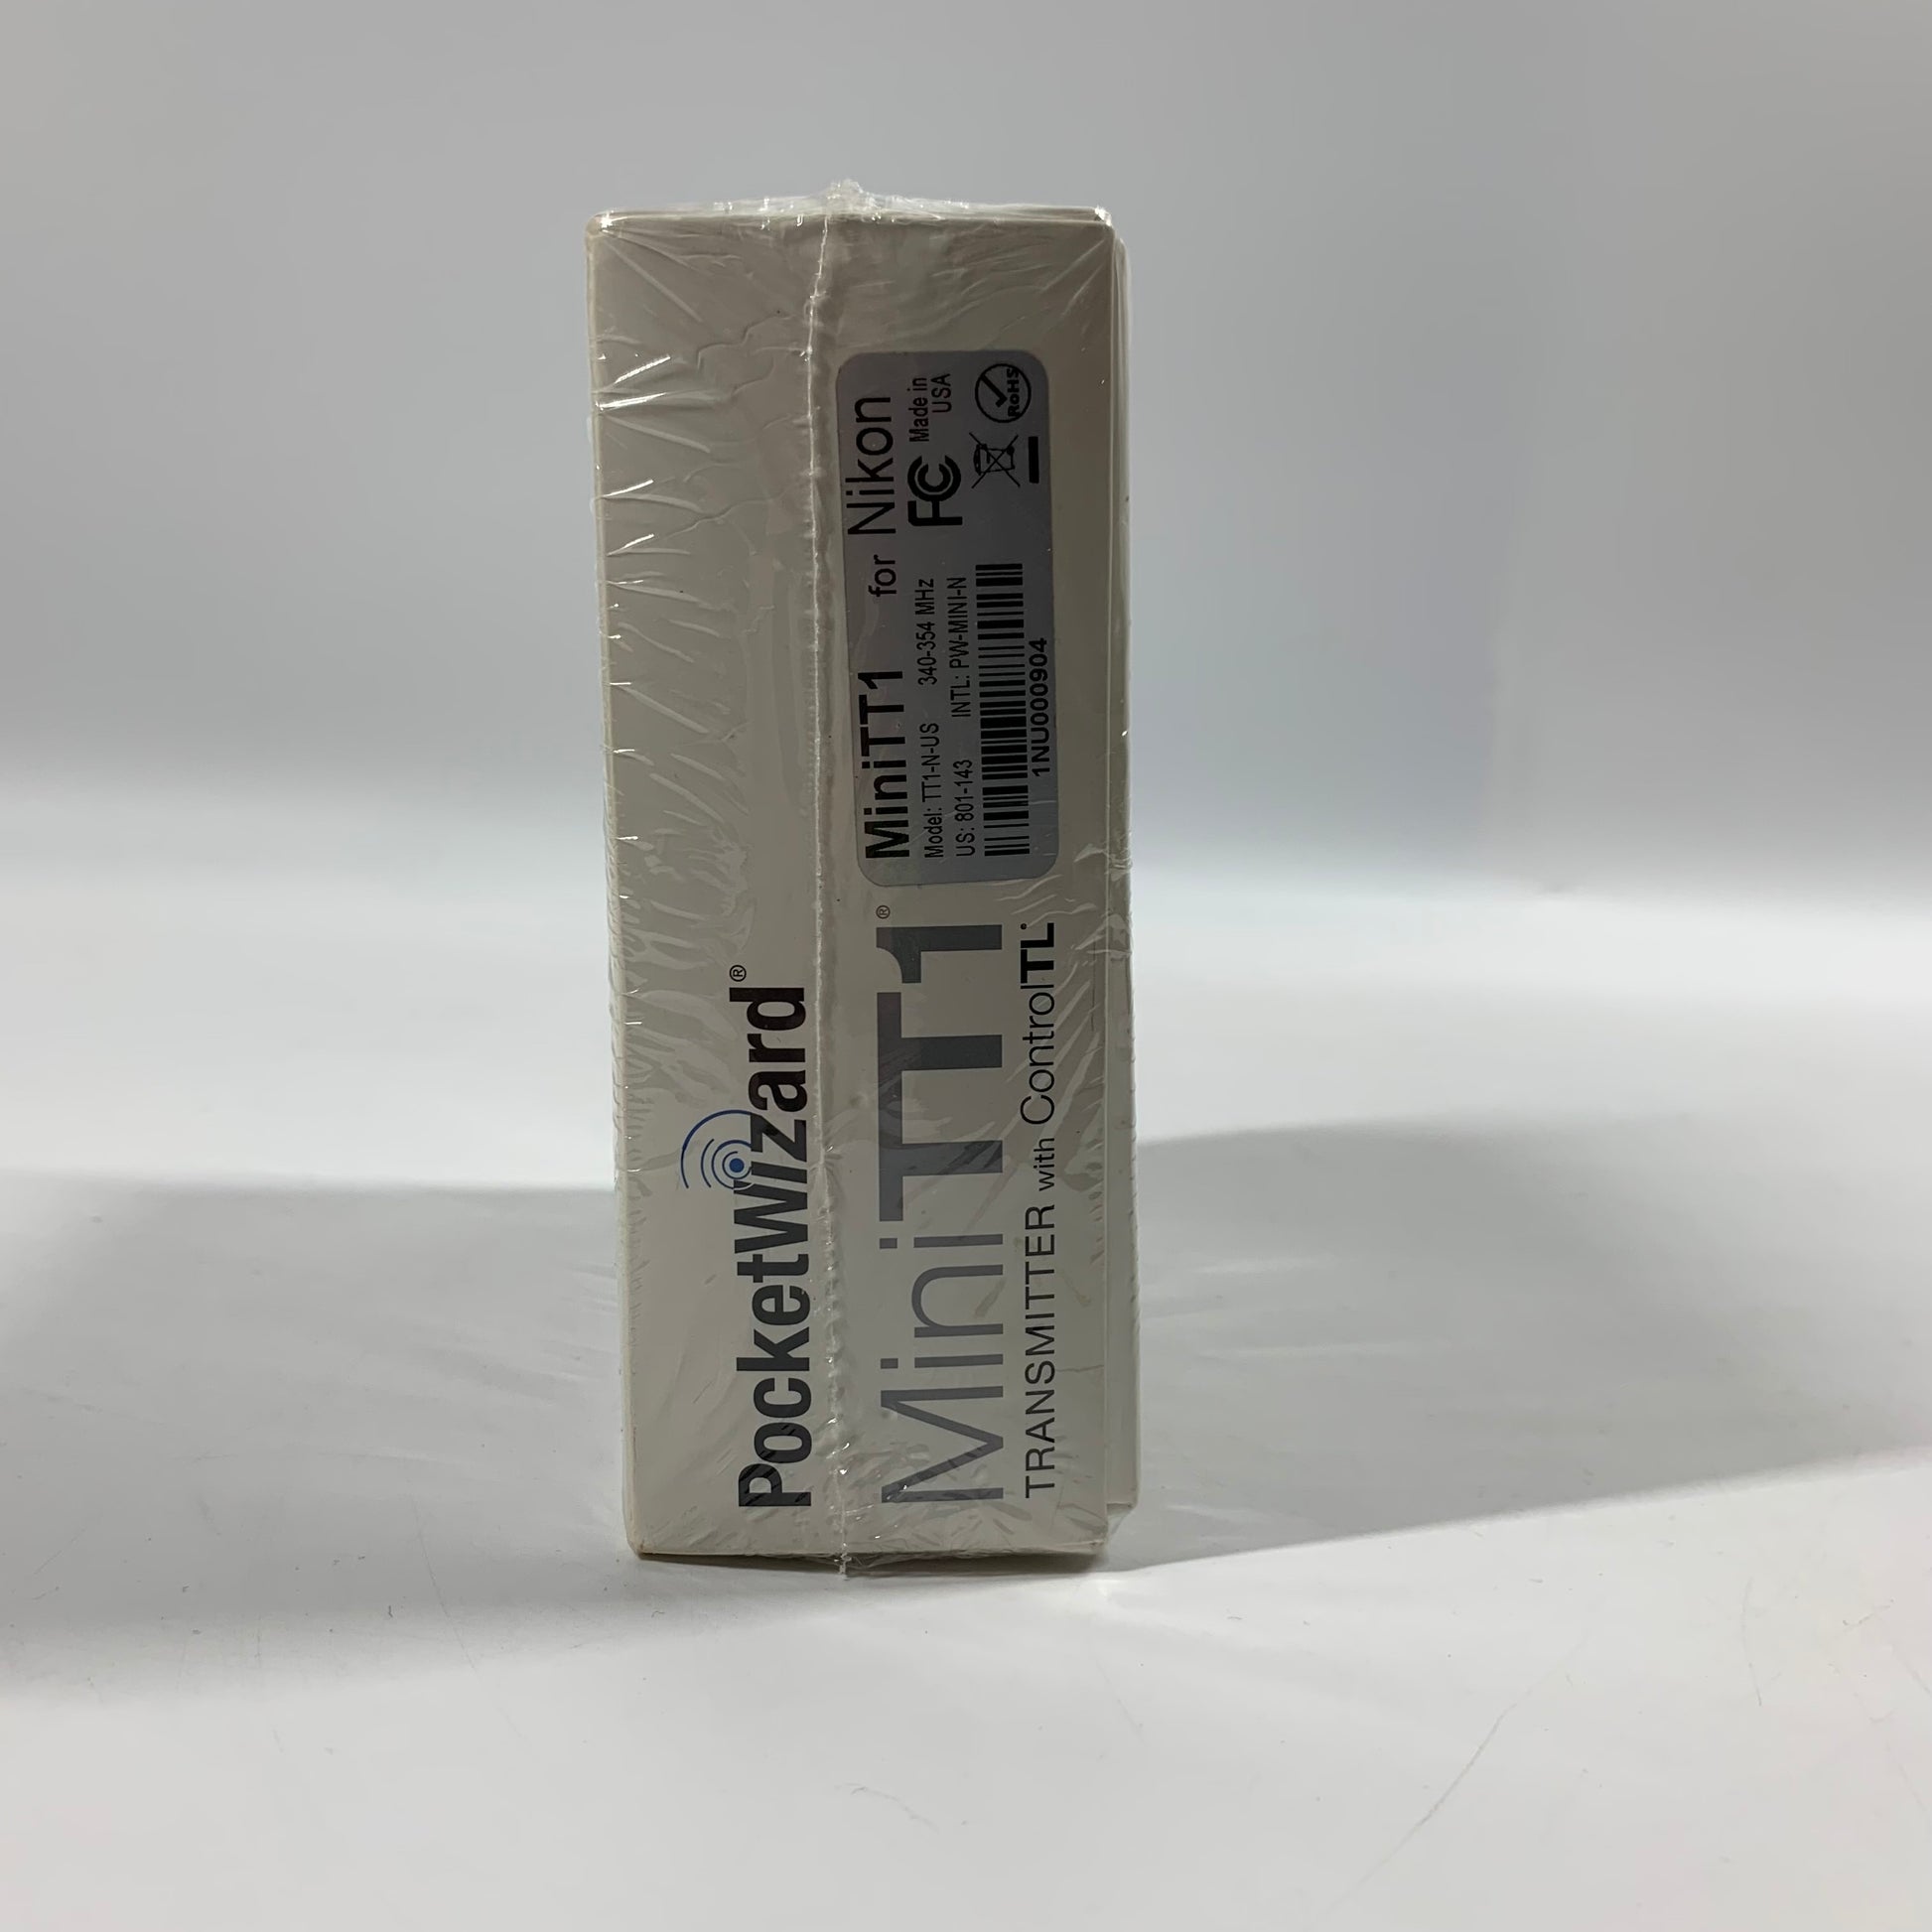 PocketWizard®
MiniTT1®
TRANSMITTER with ControlTL®
MiniTT1 for Nikon
Model: TT1-N-US 340-354 MHz
US: 801-143 INTL: PW-MINI-N
1NU000904
FC Made in
USA
RoHS